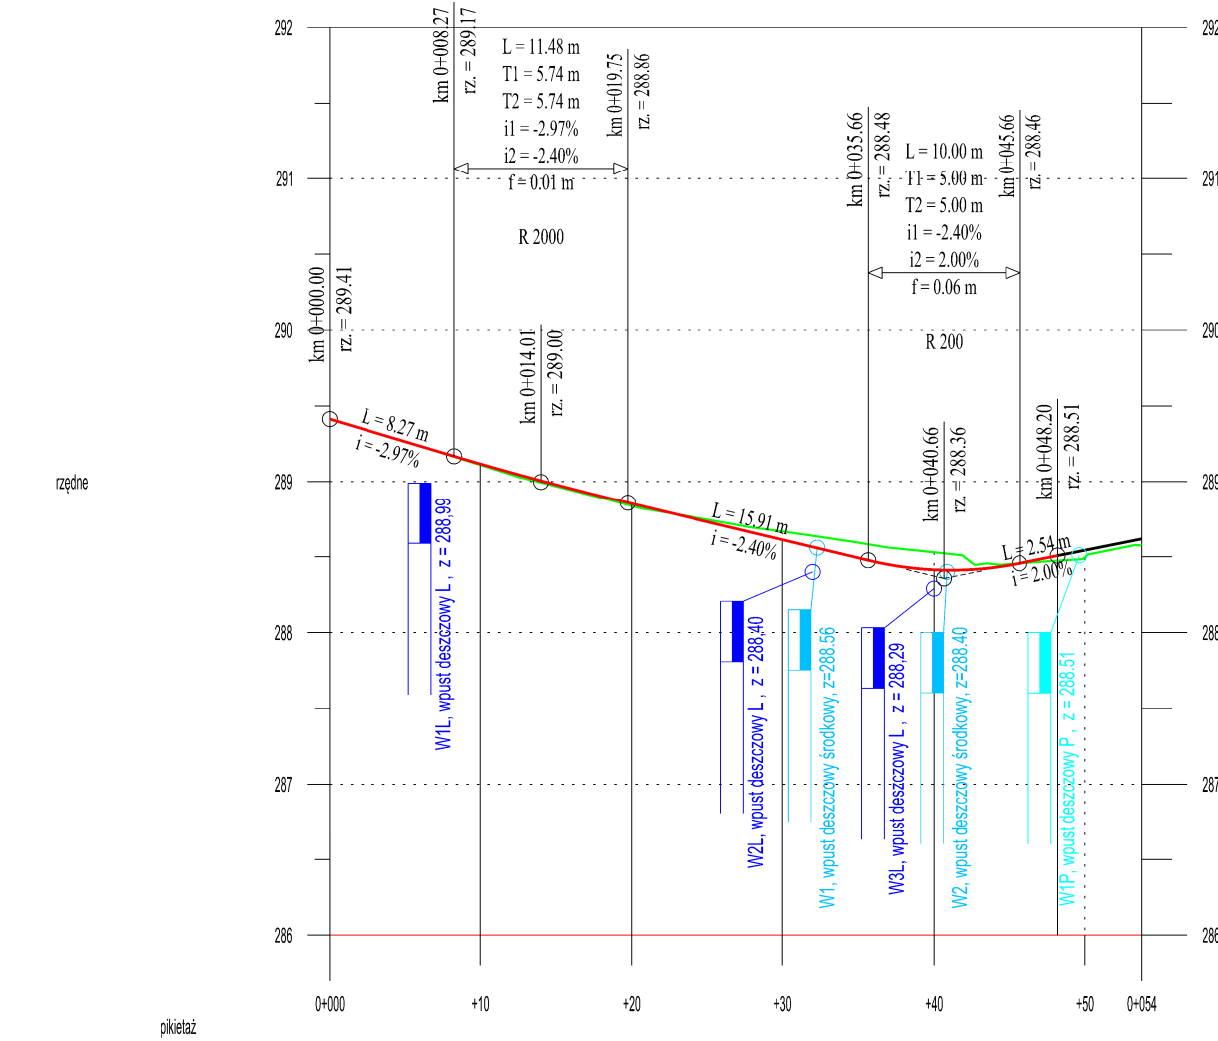 292
292
km 0+008.27
rz. = 289.17
L = 11.48 m
T1 = 5.74 m
T2 = 5.74 m
i1 = -2.97%
i2 = -2.40%
f = 0.01 m
R 2000
km 0+019.75
rz. = 288.86
km 0+035.66
rz. = 288.48
L = 10.00 m
T1 = 5.00 m
T2 = 5.00 m
i1 = -2.40%
i2 = 2.00%
f = 0.06 m
R 200
km 0+045.66
rz. = 288.46
291
291
km 0+000.00
rz. = 289.41
290
290
km 0+014.01
rz. = 289.00
km 0+040.66
rz. = 288.36
km 0+048.20
rz. = 288.51
L = 8.27 m
i = -2.97%
L = 15.91 m
i = -2.40%
L = 2.54 m
i = 2.00%
rzędne
289
289
W1L, wpust deszczowy L , z = 288,99
W2L, wpust deszczowy L , z = 288,40
W1, wpust deszczowy środkowy, z=288.56
W3L, wpust deszczowy L , z = 288,29
W2, wpust deszczowy środkowy, z=288.40
W1P, wpust deszczowy P , z = 288.51
288
288
287
287
286
286
0+000
+10
+20
+30
+40
+50
0+054
pikietaż